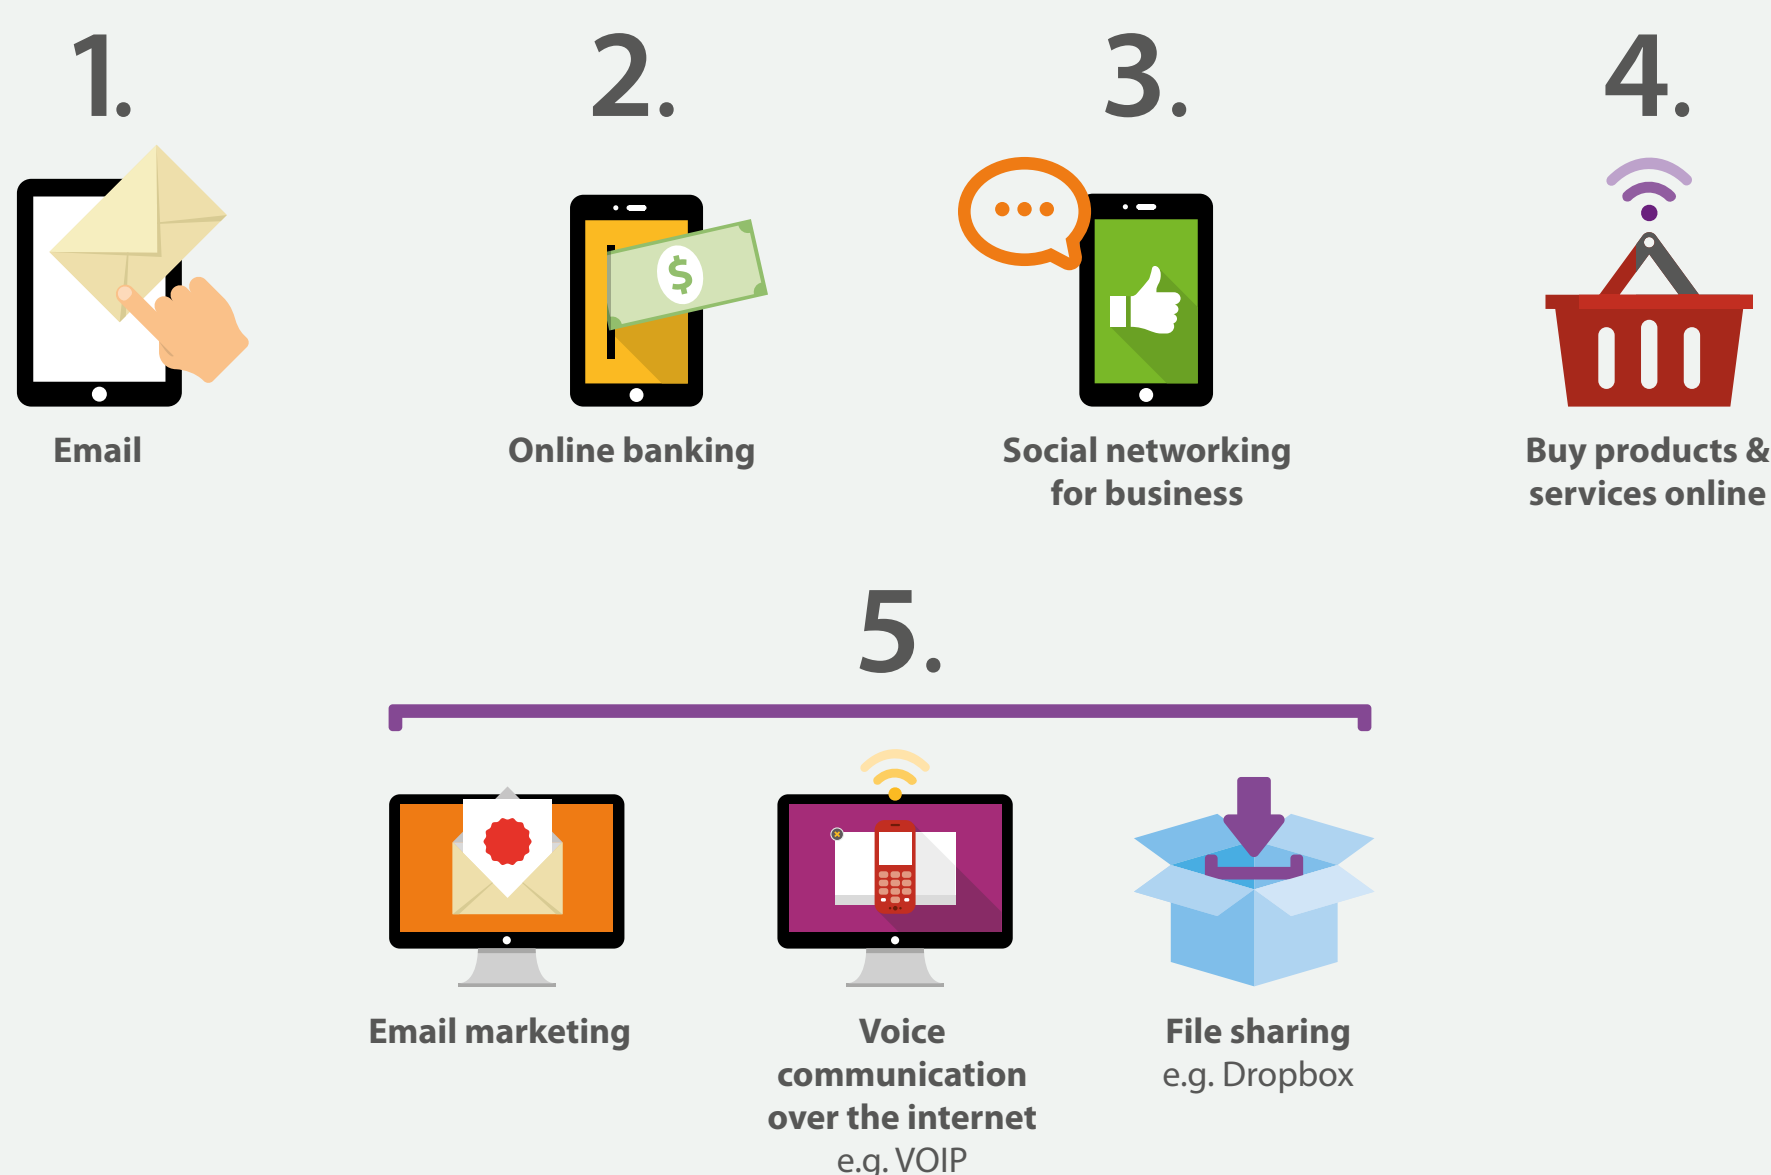 1.
2.
3.
4.
$
Email
Online banking
Social networking
for business
Buy products &
services online
5.
Email marketing
Voice
communication
over the internet
e.g. VOIP
File sharing
e.g. Dropbox